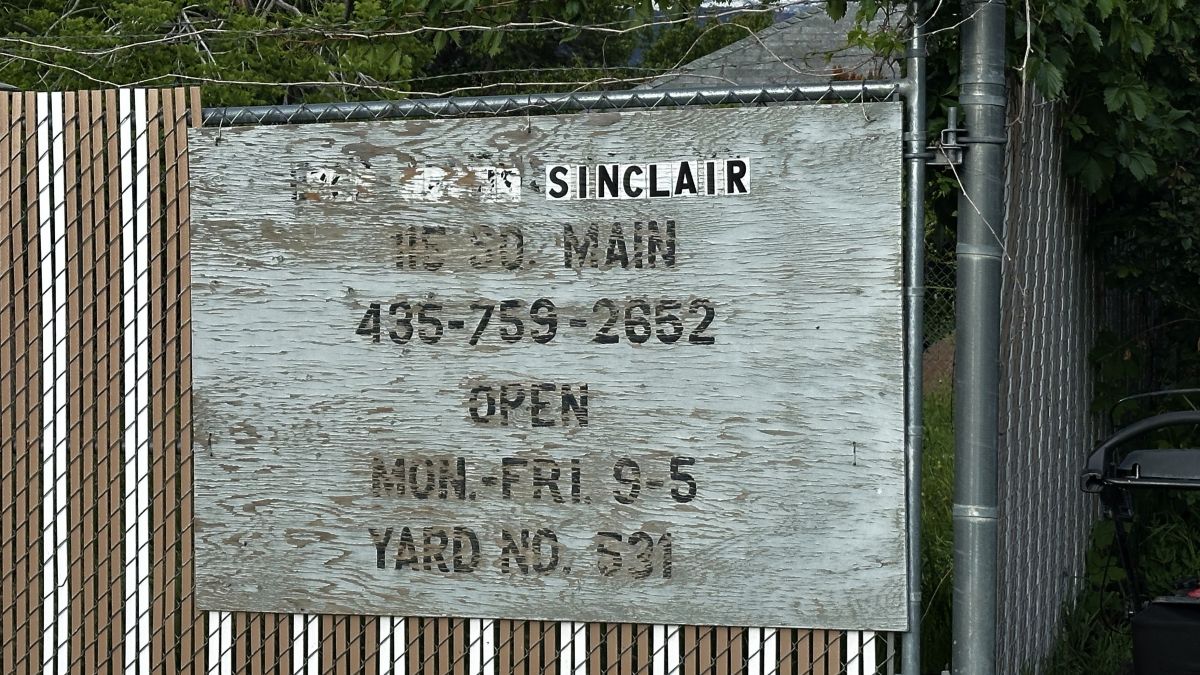 SINCLAIR
115 SO. MAIN
435-759-2652
OPEN
MON.-FRI. 9-5
YARD NO. 531